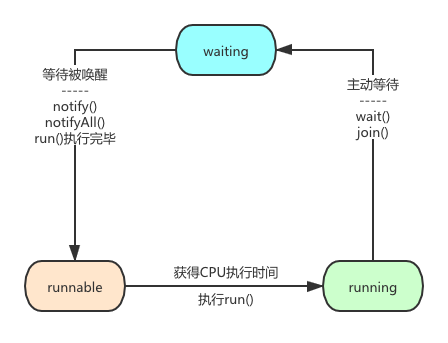 waiting
等待被唤醒
-----
notify()
notifyAll()
run()执行完毕
主动等待
-----
wait()
join()
获得CPU执行时间
执行run()
runnable
running